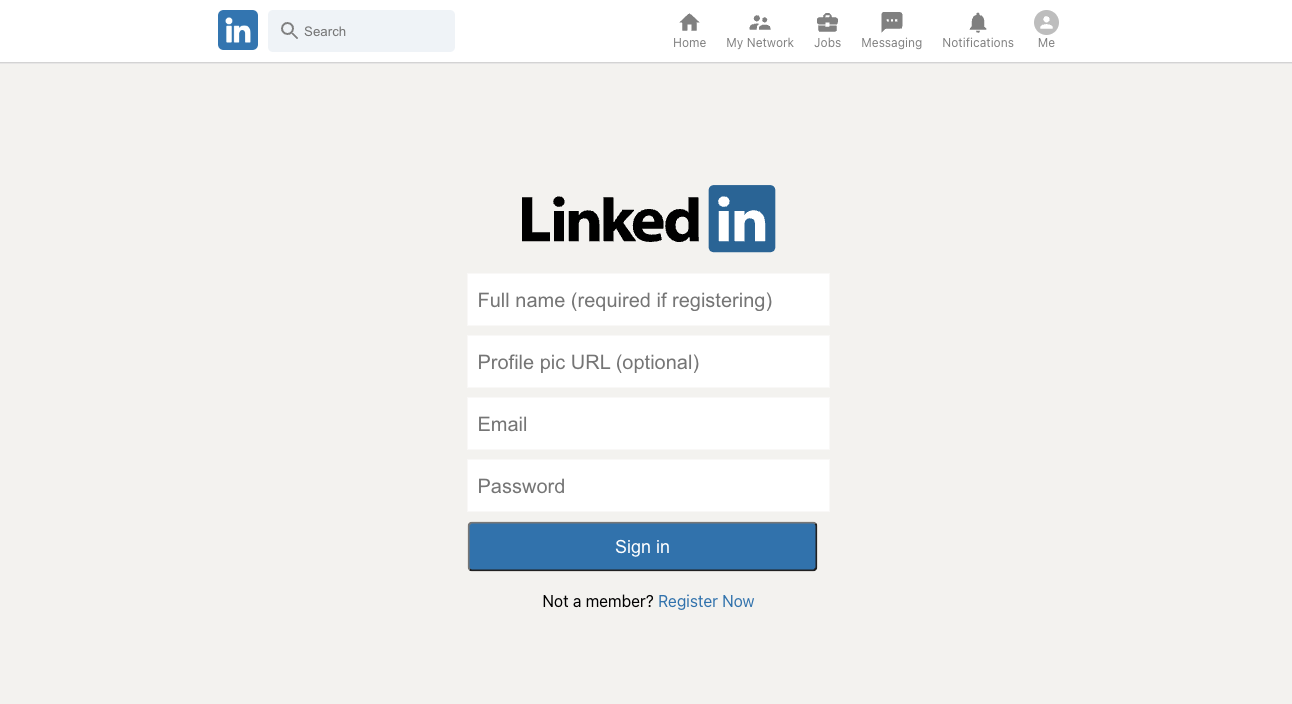 in
Search
Home
My Network
Jobs
Messaging
Notifications
Me
Linked in
Full name (required if registering)
Profile pic URL (optional)
Email
Password
Sign in
Not a member? Register Now